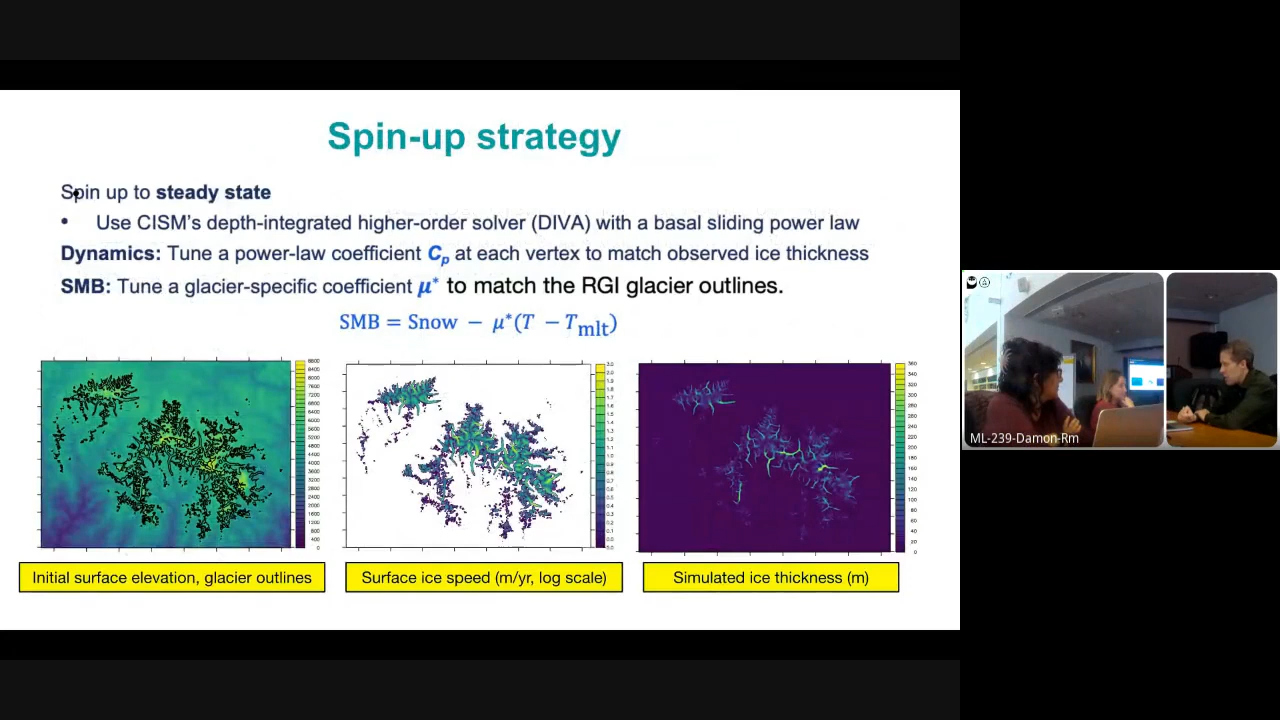 Spin-up strategy
Spin up to steady state
• Use CISM's depth-integrated higher-order solver (DIVA) with a basal sliding power law
Dynamics: Tune a power-law coefficient Cp at each vertex to match observed ice thickness
SMB: Tune a glacier-specific coefficient μ* to match the RGI glacier outlines.
SMB = Snow − μ*(T − Tmlt)
Initial surface elevation, glacier outlines
Surface ice speed (m/yr, log scale)
Simulated ice thickness (m)
ML-239-Damon-Rm